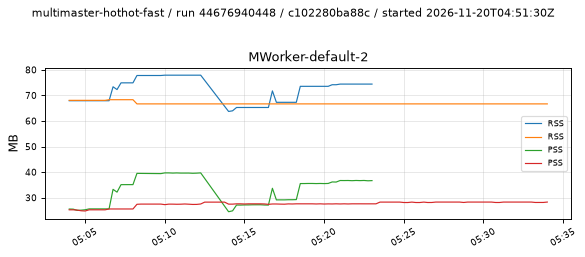 multimaster-hothot-fast / run 44676940448 / c102280ba88c / started 2026-11-20T04:51:30Z
MWorker-default-2
MB
80
70
60
50
40
30
RSS
RSS
PSS
PSS
05:05
05:10
05:15
05:20
05:25
05:30
05:35